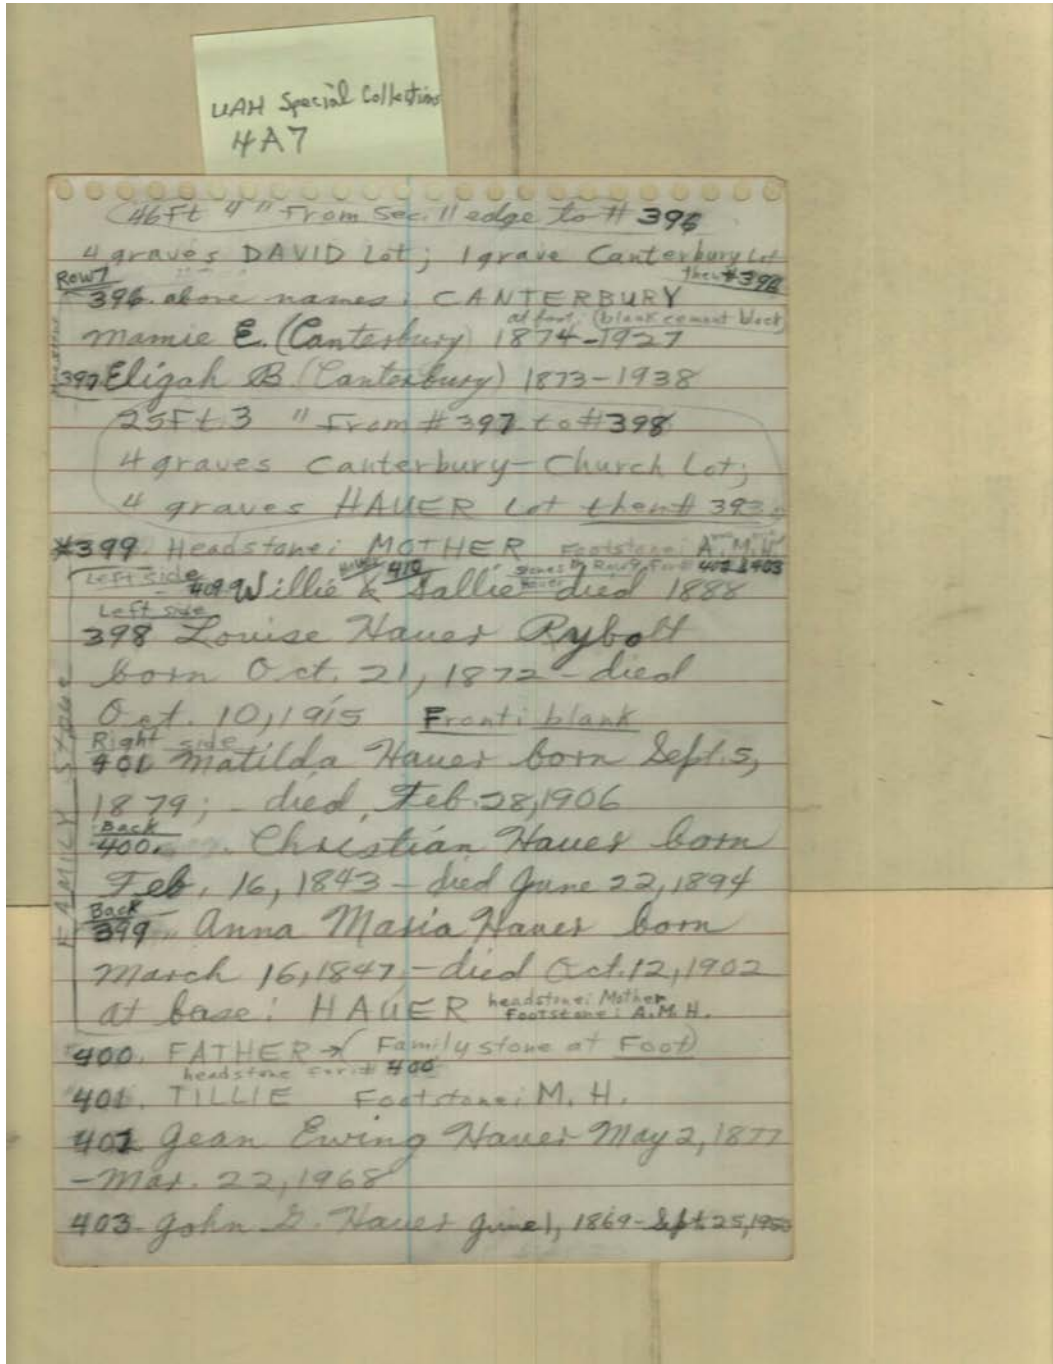 UAH Special Collections
4A7
46Ft 4" From Sec. 11 edge to # 396
4 graves DAVID Lot; 1 grave Canterbury Lot
then #396
Row 7
396. above names: CANTERBURY
at foot: (blank cement block)
Mamie E. (Canterbury) 1874-1927
397 Elijah B (Canterbury) 1873-1938
25Ft. 3 " From #397 to #398
4 graves Canterbury-Church Lot;
4 graves HAUER Lot then #
#399. Headstone: MOTHER Footstone: A.M.H.
Left side
409 Willie & 410 Sallie died 1888
Left side
398 Louise Hauer Rybolt
born Oct. 21, 1872 - died
Oct. 10, 1915 Front: blank
Right side
401 Matilda Hauer born Sept. 5,
1879; - died Feb. 28, 1906
Back
400. Christian Hauer born
Feb. 16, 1843 - died June 22, 1894
Back
399 Anna Maria Hauer born
March 16, 1847 - died Oct. 12, 1902
at base: HAUER headstone: Mother
Footstone: A.M.H.
FAMILY STONE
400. FATHER → (Family stone at Foot)
headstone for # 400
401. TILLIE Footstone: M. H.
402 Jean Ewing Hauer May 2, 1877
- Mar. 22, 1968
403. John G. Hauer June 1, 1869 - Sept. 25,